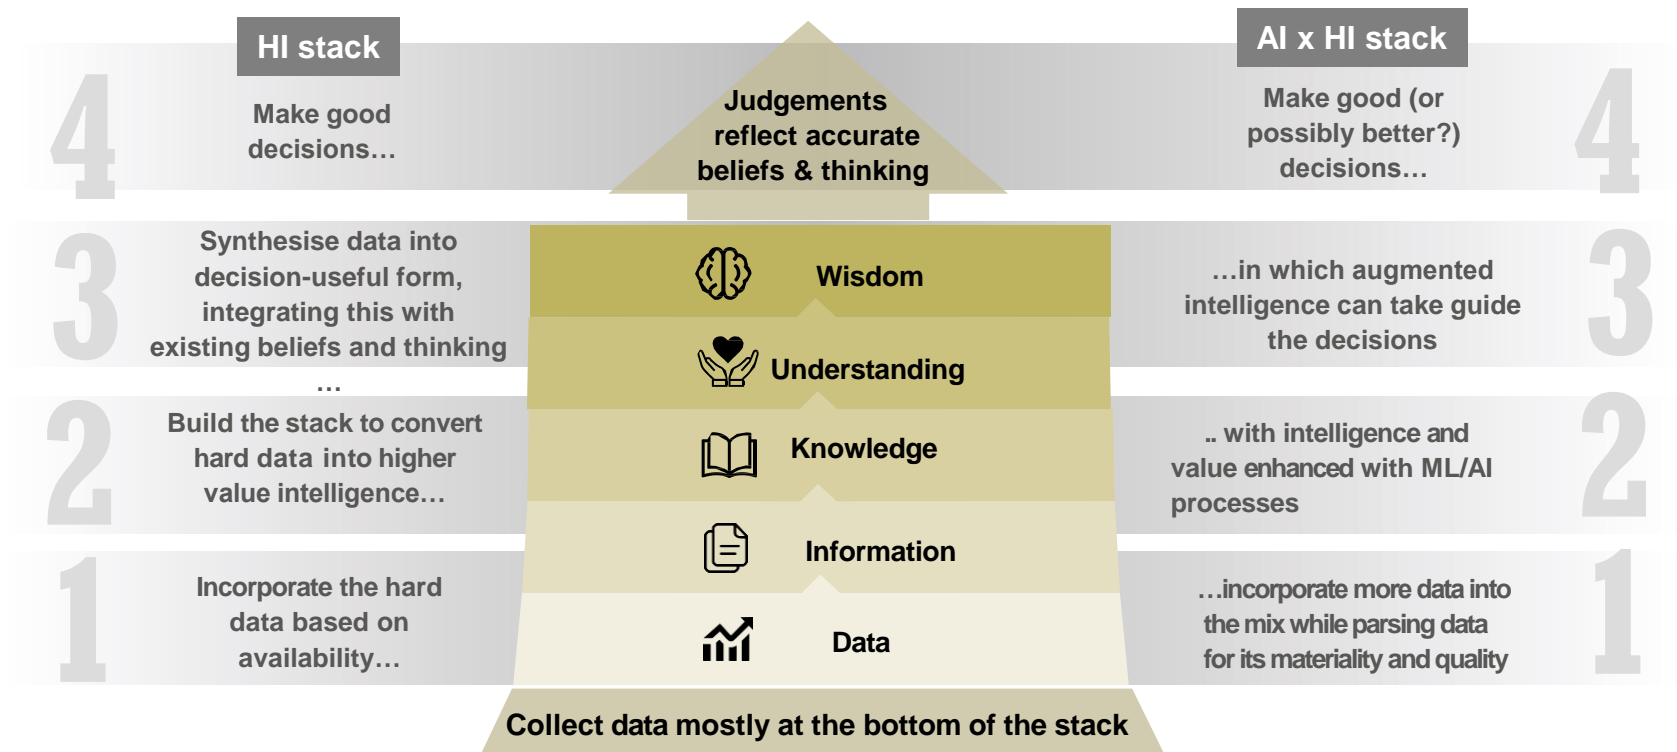 HI stack
4
Make good
decisions…
3
Synthesise data into
decision-useful form,
integrating this with
existing beliefs and thinking
…
2
Build the stack to convert
hard data into higher
value intelligence…
1
Incorporate the hard
data based on
availability…
Judgements
reflect accurate
beliefs & thinking
Wisdom
Understanding
Knowledge
Information
Data
Collect data mostly at the bottom of the stack
AI x HI stack
Make good (or
possibly better?)
decisions…
4
…in which augmented
intelligence can take guide
the decisions
3
.. with intelligence and
value enhanced with ML/AI
processes
2
…incorporate more data into
the mix while parsing data
for its materiality and quality
1